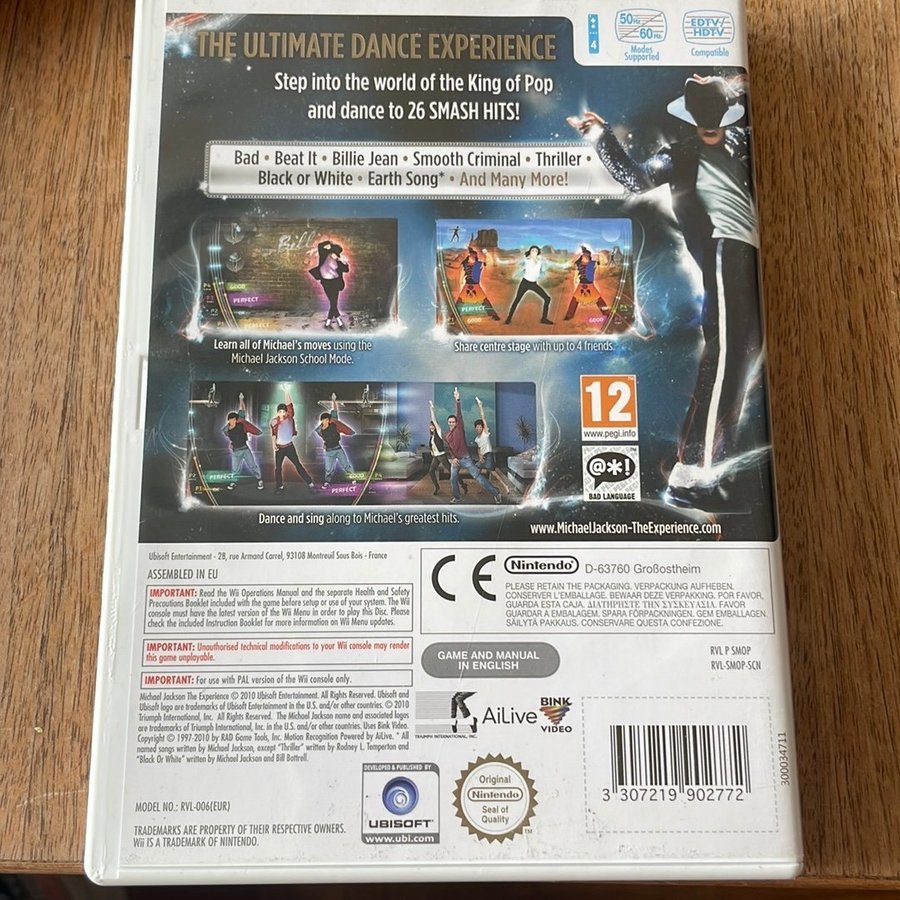 THE ULTIMATE DANCE EXPERIENCE
Step into the world of the King of Pop
and dance to 26 SMASH HITS!
4
50Hz
60Hz
Modes
Supported
EDTV/
HDTV
Compatible
Bad • Beat It • Billie Jean • Smooth Criminal • Thriller •
Black or White • Earth Song* • And Many More!
GOOD
PERFECT
PERFECT
Learn all of Michael's moves using the
Michael Jackson School Mode.
PERFECT
GOOD
GOOD
Share centre stage with up to 4 friends.
PERFECT
GOOD
PERFECT
Dance and sing along to Michael's greatest hits.
12
www.pegi.info
@*!
BAD LANGUAGE
www.MichaelJackson-TheExperience.com
Ubisoft Entertainment - 28, rue Armand Carrel, 93108 Montreuil Sous Bois - France
ASSEMBLED IN EU
IMPORTANT: Read the Wii Operations Manual and the separate Health and Safety
Precautions Booklet included with the game before setup or use of your system. The Wii
console must have the latest version of the Wii Menu in order to play this Disc. Please
check the included Instruction Booklet for more information on Wii Menu updates.
IMPORTANT: Unauthorised technical modifications to your Wii console may render
this game unplayable.
IMPORTANT: For use with PAL version of the Wii console only.
CE
Nintendo
D-63760 Großostheim
PLEASE RETAIN THE PACKAGING. VERPACKUNG AUFHEBEN.
CONSERVER L'EMBALLAGE. BEWAAR DEZE VERPAKKING. POR FAVOR,
GUARDA ESTA CAJA. ΔΙΑΤΗΡΗΣΤΕ ΤΗΝ ΣΥΣΚΕΥΑΣΙΑ. FAVOR
GUARDAR A EMBALAGEM. SPARA FÖRPACKNINGEN. GEM EMBALLAGEN.
SÄILYTÄ PAKKAUS. CONSERVARE QUESTA CONFEZIONE.
GAME AND MANUAL
IN ENGLISH
RVL P SMOP
RVL-SMOP-SCN
Michael Jackson The Experience © 2010 Ubisoft Entertainment. All Rights Reserved. Ubisoft and
Ubisoft logo are trademarks of Ubisoft Entertainment in the U.S. and/or other countries. © 2010
Triumph International, Inc. All Rights Reserved. The Michael Jackson name and associated logos
are trademarks of Triumph International, Inc. in the U.S. and/or other countries. Uses Bink Video.
Copyright © 1997-2010 by RAD Game Tools, Inc. Motion Recognition Powered by AiLive. * All
named songs written by Michael Jackson, except "Thriller" written by Rodney L. Temperton and
"Black Or White" written by Michael Jackson and Bill Bottrell.
TRIUMPH INTERNATIONAL, INC.
AiLive
BINK
VIDEO
MODEL NO.: RVL-006(EUR)
TRADEMARKS ARE PROPERTY OF THEIR RESPECTIVE OWNERS.
Wii IS A TRADEMARK OF NINTENDO.
DEVELOPED & PUBLISHED BY
UBISOFT
www.ubi.com
Original
Nintendo
Seal of
Quality
TM
3 307219 902772
300034711